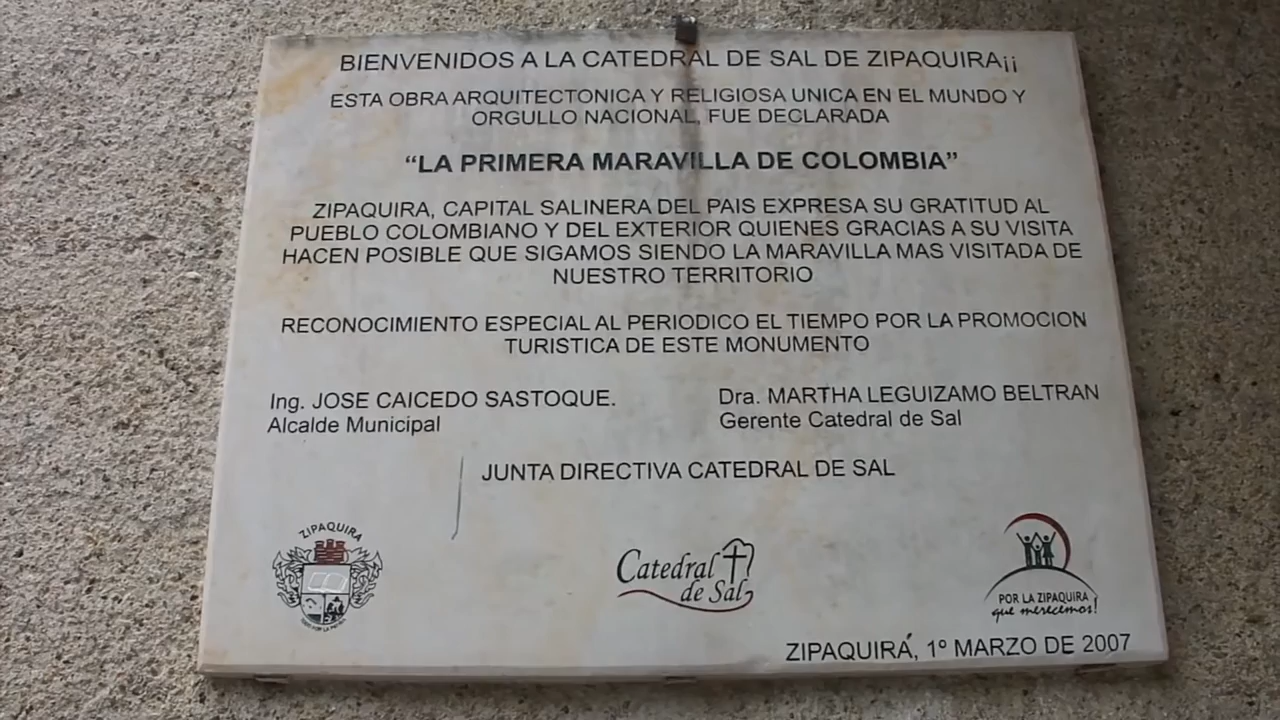 BIENVENIDOS A LA CATEDRAL DE SAL DE ZIPAQUIRA¡¡
ESTA OBRA ARQUITECTONICA Y RELIGIOSA UNICA EN EL MUNDO Y
ORGULLO NACIONAL, FUE DECLARADA
“LA PRIMERA MARAVILLA DE COLOMBIA”
ZIPAQUIRA, CAPITAL SALINERA DEL PAIS EXPRESA SU GRATITUD AL
PUEBLO COLOMBIANO Y DEL EXTERIOR QUIENES GRACIAS A SU VISITA
HACEN POSIBLE QUE SIGAMOS SIENDO LA MARAVILLA MAS VISITADA DE
NUESTRO TERRITORIO
RECONOCIMIENTO ESPECIAL AL PERIODICO EL TIEMPO POR LA PROMOCION
TURISTICA DE ESTE MONUMENTO
Ing. JOSE CAICEDO SASTOQUE.
Alcalde Municipal
Dra. MARTHA LEGUIZAMO BELTRAN
Gerente Catedral de Sal
JUNTA DIRECTIVA CATEDRAL DE SAL
ZIPAQUIRA
Catedral
de Sal
POR LA ZIPAQUIRA
que merecemos!
ZIPAQUIRÁ, 1º MARZO DE 2007